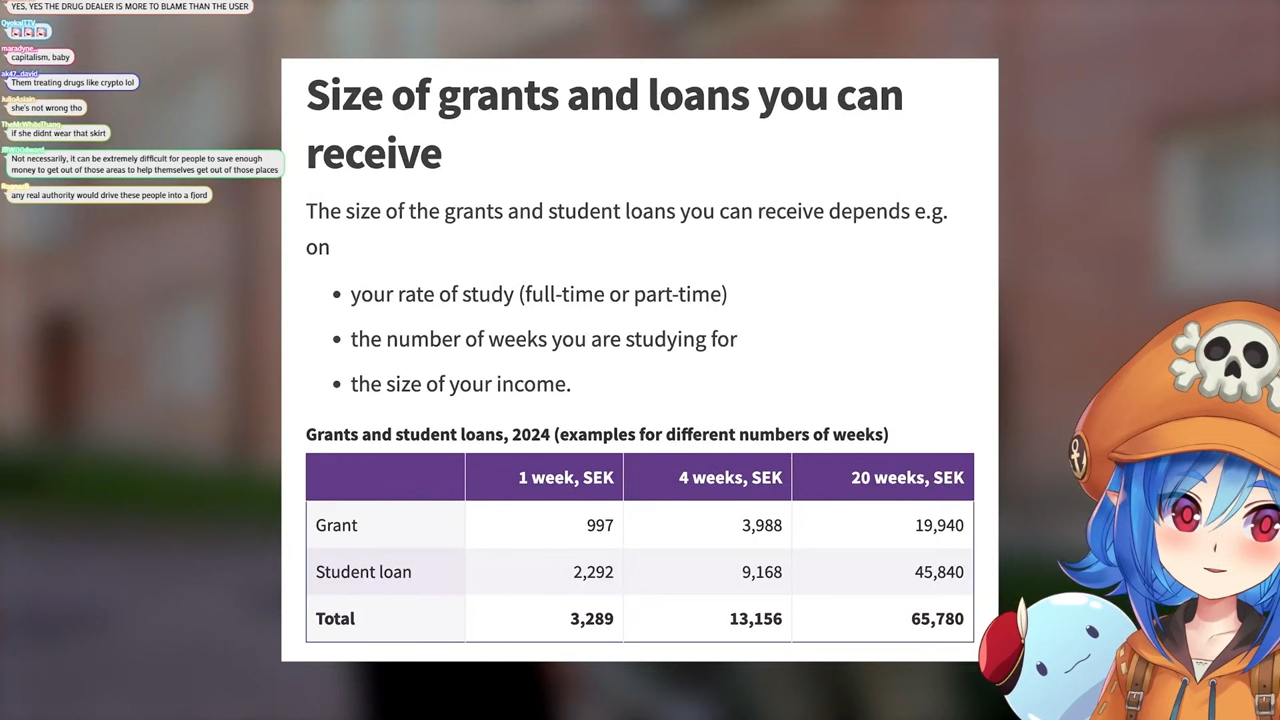 YES, YES THE DRUG DEALER IS MORE TO BLAME THAN THE USER
maradyne_
capitalism, baby
ak47_david
Them treating drugs like crypto lol
she's not wrong tho
if she didnt wear that skirt
Not necessarily, it can be extremely difficult for people to save enough
money to get out of those areas to help themselves get out of those places
any real authority would drive these people into a fjord
Size of grants and loans you can
receive
The size of the grants and student loans you can receive depends e.g.
on
• your rate of study (full-time or part-time)
• the number of weeks you are studying for
• the size of your income.
Grants and student loans, 2024 (examples for different numbers of weeks)
1 week, SEK 4 weeks, SEK 20 weeks, SEK
Grant 997 3,988 19,940
Student loan 2,292 9,168 45,840
Total 3,289 13,156 65,780